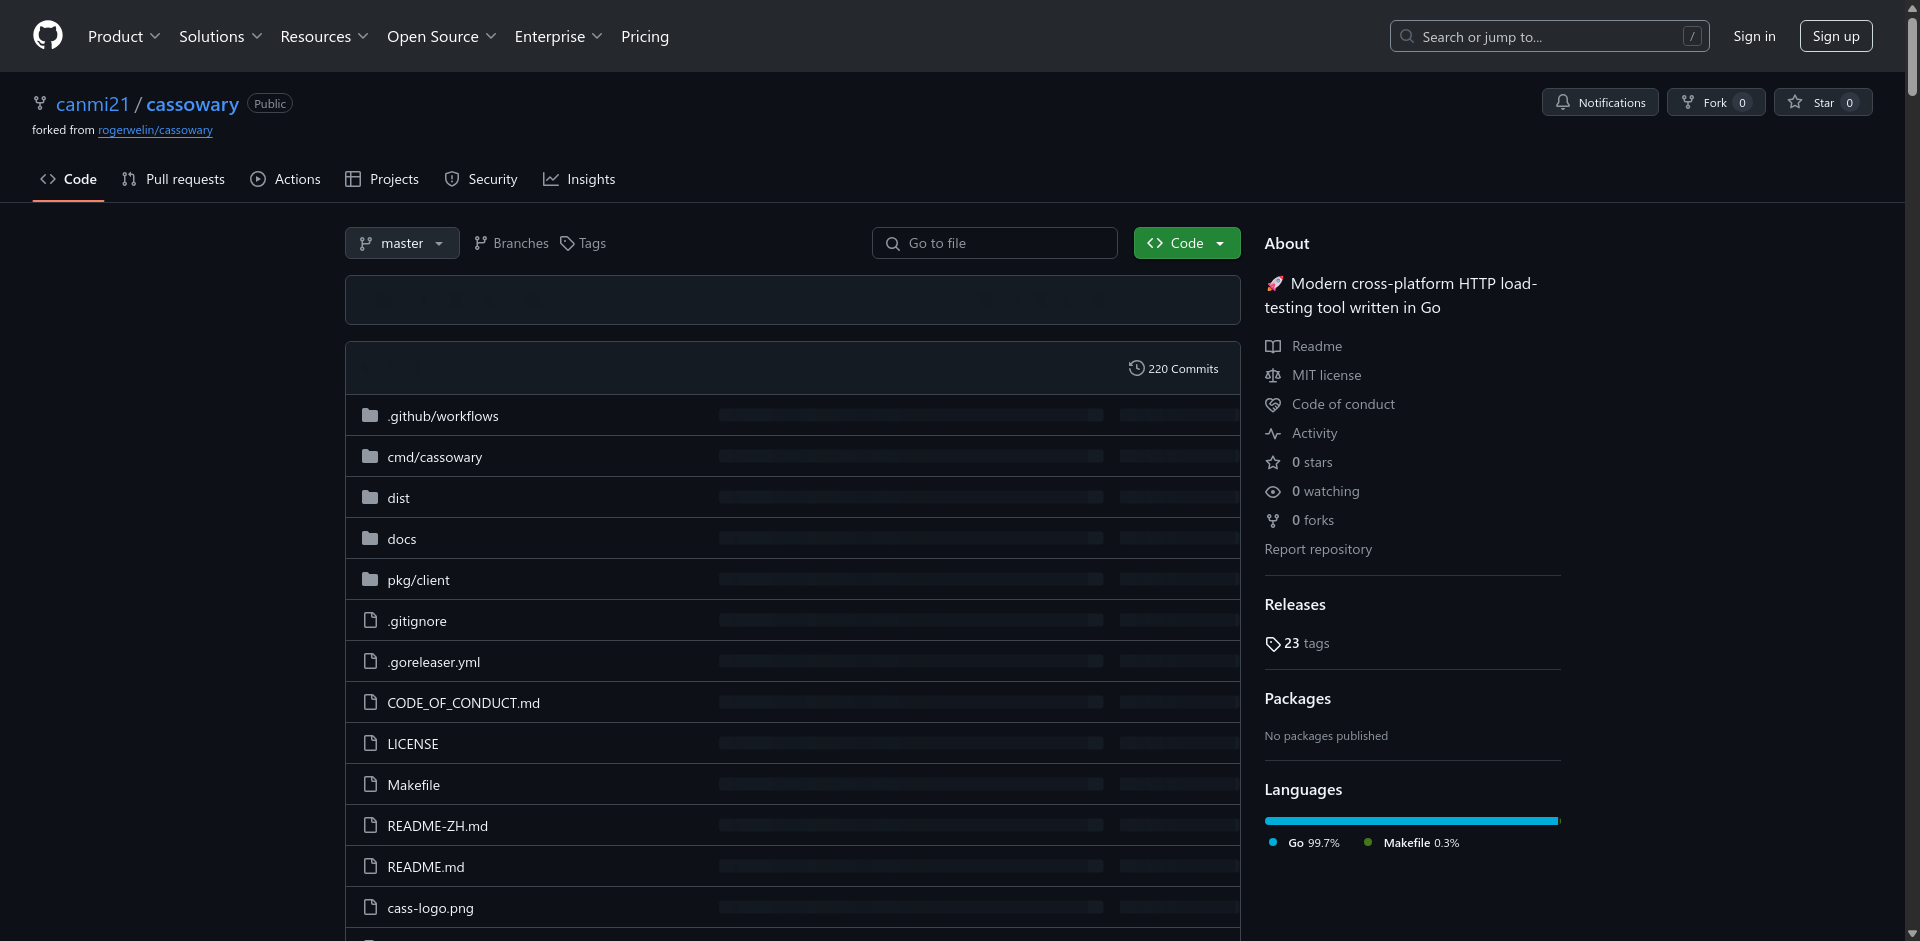 Product Solutions Resources Open Source Enterprise Pricing Search or jump to... / Sign in Sign up
canmi21 / cassowary Public Notifications Fork 0 Star 0
forked from rogerwelin/cassowary
Code Pull requests Actions Projects Security Insights
master Branches Tags Go to file Code
220 Commits
.github/workflows
cmd/cassowary
dist
docs
pkg/client
.gitignore
.goreleaser.yml
CODE_OF_CONDUCT.md
LICENSE
Makefile
README-ZH.md
README.md
cass-logo.png
About
🚀 Modern cross-platform HTTP load-
testing tool written in Go
Readme
MIT license
Code of conduct
Activity
0 stars
0 watching
0 forks
Report repository
Releases
23 tags
Packages
No packages published
Languages
Go 99.7% Makefile 0.3%